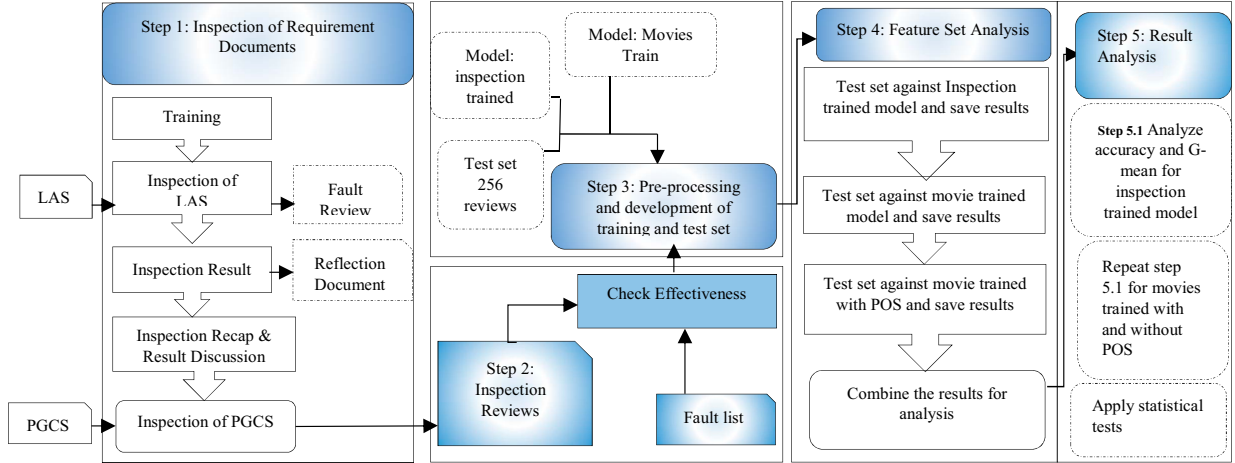 Step 1: Inspection of Requirement
Documents
Training
Inspection of
LAS
LAS
Fault
Review
Inspection Result
Reflection
Document
Inspection Recap &
Result Discussion
PGCS
Inspection of PGCS
Model:
inspection
trained
Model: Movies
Train
Test set
256
reviews
Step 3: Pre-processing
and development of
training and test set
Check Effectiveness
Step 2:
Inspection
Reviews
Fault list
Step 4: Feature Set Analysis
Test set against Inspection
trained model and save results
Test set against movie trained
model and save results
Test set against movie trained
with POS and save results
Combine the results for
analysis
Step 5: Result
Analysis
Step 5.1 Analyze
accuracy and G-
mean for
inspection
trained model
Repeat step
5.1 for movies
trained with
and without
POS
Apply statistical
tests